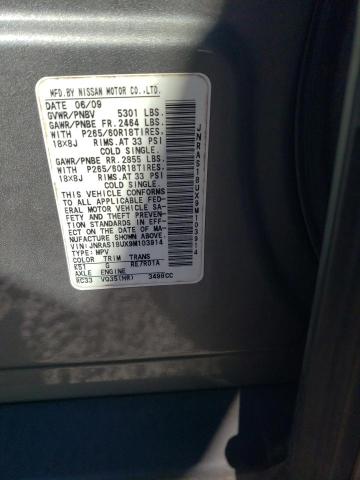 MFD.BY NISSAN MOTOR CO.,LTD.
DATE 06/09
GVWR/PNBV 5301 LBS.
GAWR/PNBE FR. 2464 LBS.
WITH P265/60R18TIRES.
18X8J RIMS.AT 33 PSI
COLD SINGLE.
GAWR/PNBE RR. 2855 LBS.
WITH P265/60R18TIRES.
18X8J RIMS.AT 33 PSI
COLD SINGLE.
THIS VEHICLE CONFORMS
TO ALL APPLICABLE FED-
ERAL MOTOR VEHICLE SA-
FETY AND THEFT PREVEN-
TION STANDARDS IN EFFE-
CT ON THE DATE OF MA-
NUFACTURE SHOWN ABOVE.
VIN:JNRAS18UX9M103914
TYPE:MPV
COLOR TRIM TRANS
K51 G RE7R01A
AXLE ENGINE
RC33 VQ35(HR) 3498CC
JNRAS18UX9M103914